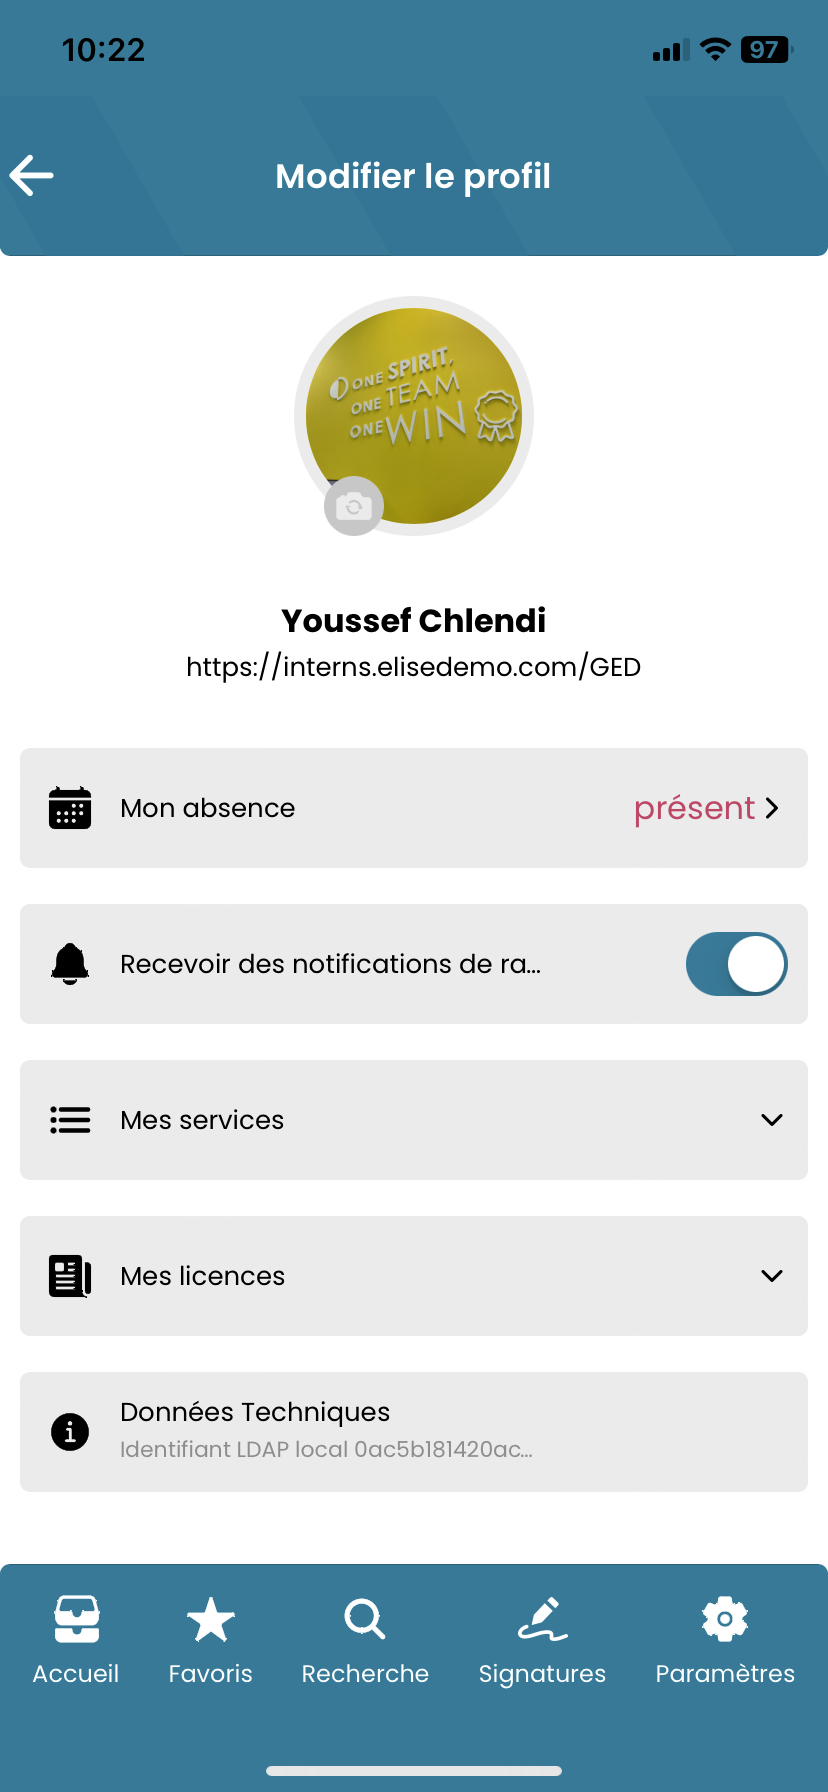 10:22
97
Modifier le profil
ONE SPIRIT,
ONE TEAM
ONE WIN
Youssef Chlendi
https://interns.elisedemo.com/GED
Mon absence
présent
Recevoir des notifications de ra...
Mes services
Mes licences
Données Techniques
Identifiant LDAP local 0ac5b181420ac...
Accueil
Favoris
Recherche
Signatures
Paramètres